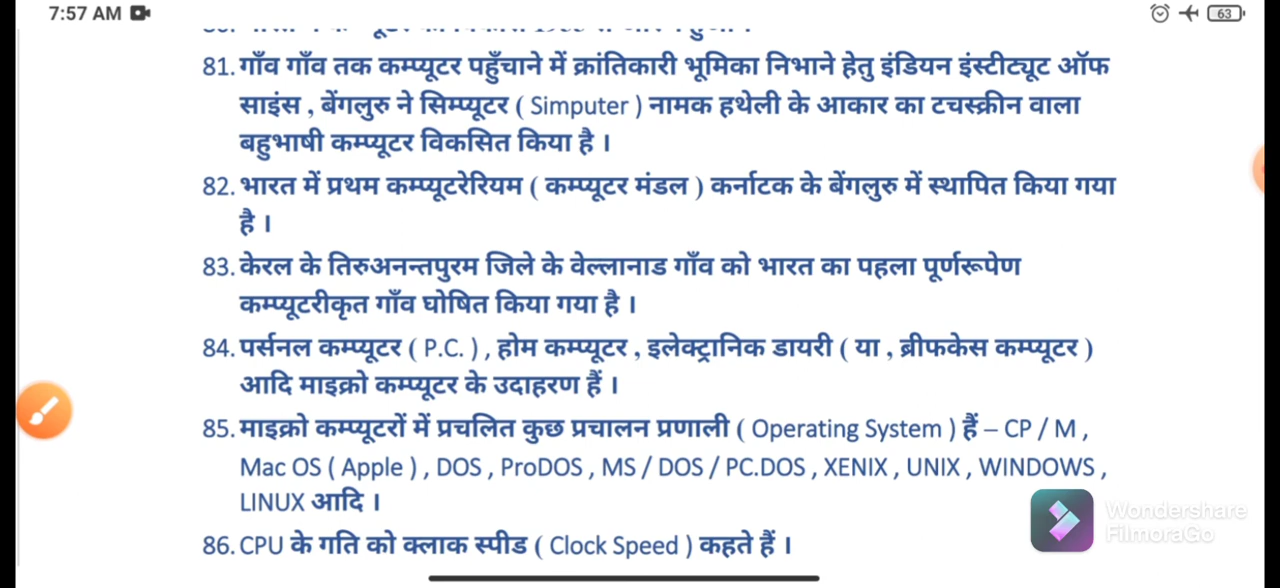 7:57 AM
63
81. गाँव गाँव तक कम्प्यूटर पहुँचाने में क्रांतिकारी भूमिका निभाने हेतु इंडियन इंस्टीट्यूट ऑफ
साइंस , बेंगलुरु ने सिम्प्यूटर ( Simputer ) नामक हथेली के आकार का टचस्क्रीन वाला
बहुभाषी कम्प्यूटर विकसित किया है ।
82. भारत में प्रथम कम्प्यूटरेरियम ( कम्प्यूटर मंडल ) कर्नाटक के बेंगलुरु में स्थापित किया गया
है ।
83. केरल के तिरुअनन्तपुरम जिले के वेल्लानाड गाँव को भारत का पहला पूर्णरूपेण
कम्प्यूटरीकृत गाँव घोषित किया गया है ।
84. पर्सनल कम्प्यूटर ( P.C. ) , होम कम्प्यूटर , इलेक्ट्रानिक डायरी ( या , ब्रीफकेस कम्प्यूटर )
आदि माइक्रो कम्प्यूटर के उदाहरण हैं ।
85. माइक्रो कम्प्यूटरों में प्रचलित कुछ प्रचालन प्रणाली ( Operating System ) हैं – CP / M ,
Mac OS ( Apple ) , DOS , ProDOS , MS / DOS / PC.DOS , XENIX , UNIX , WINDOWS ,
LINUX आदि ।
86. CPU के गति को क्लाक स्पीड ( Clock Speed ) कहते हैं ।
Wondershare
FilmoraGo